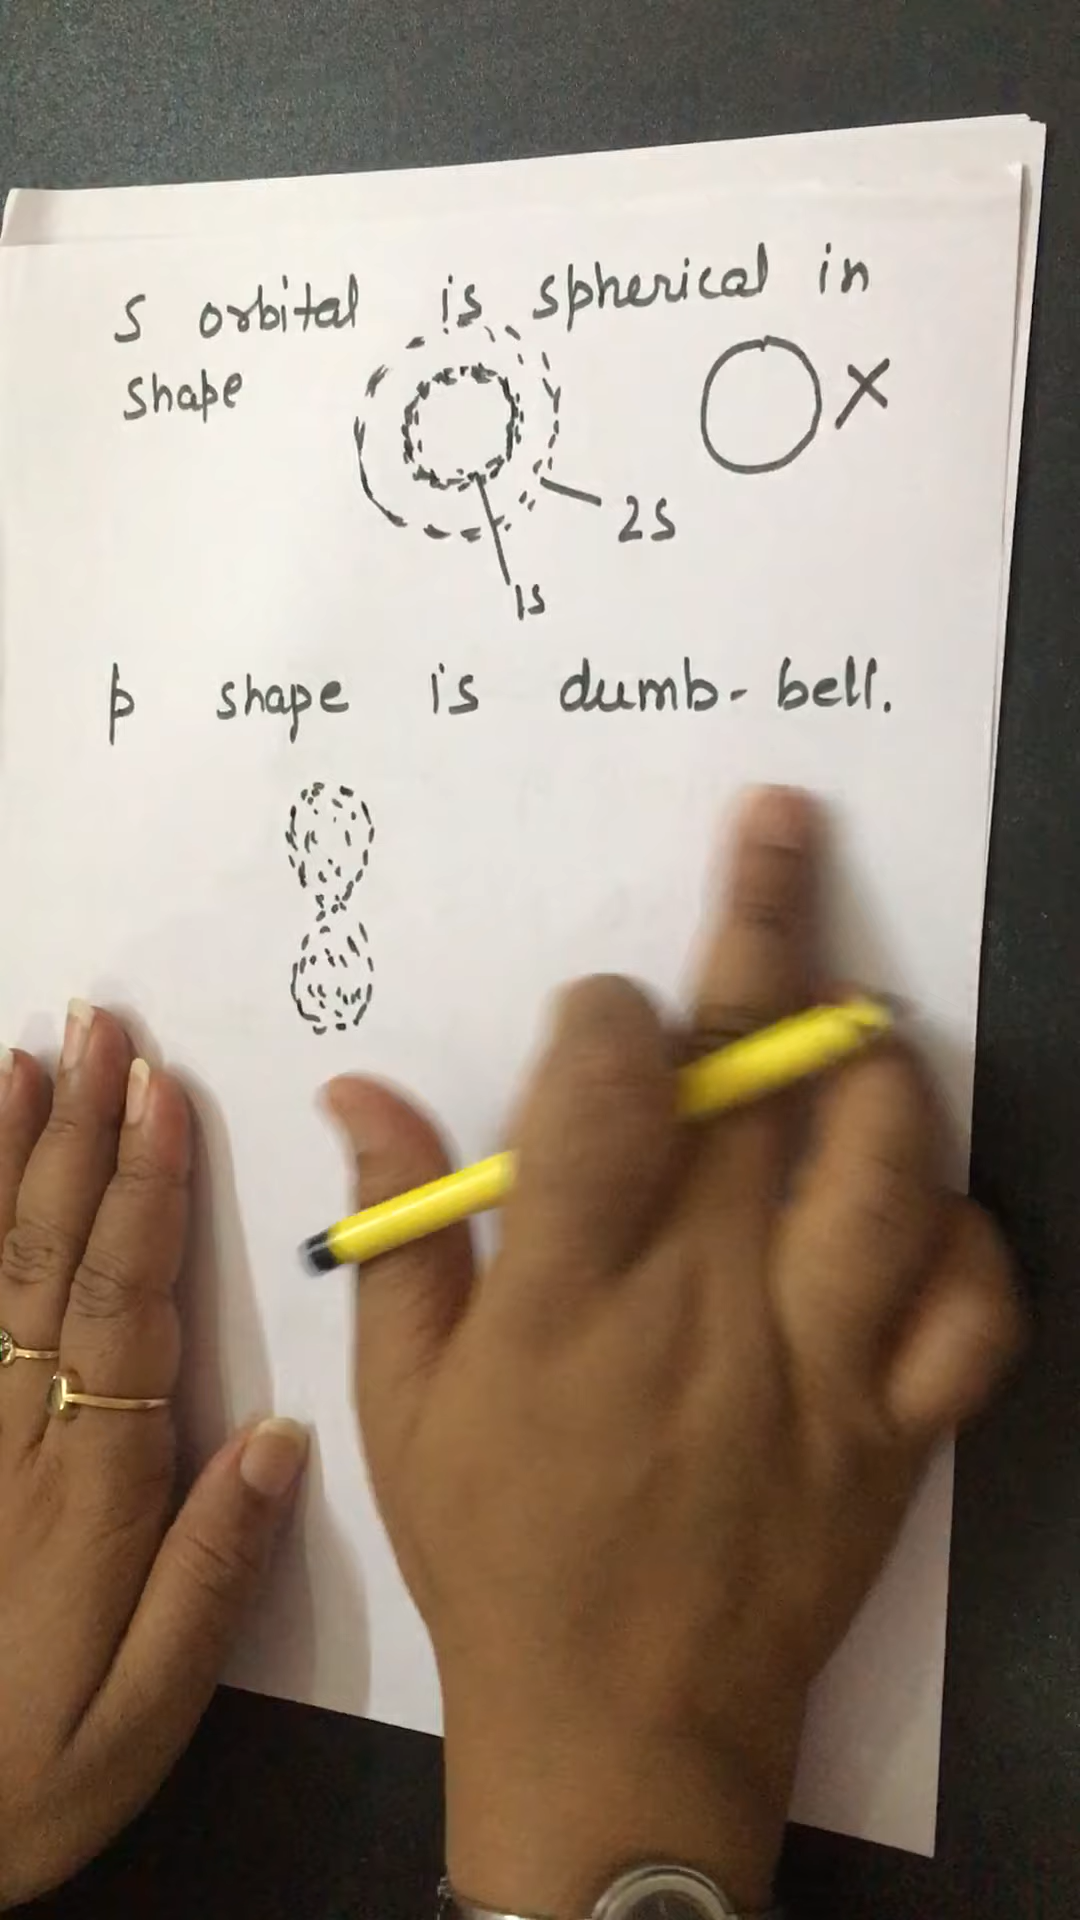 s orbital is spherical in
shape
X
2s
1s
p shape is dumb-bell.